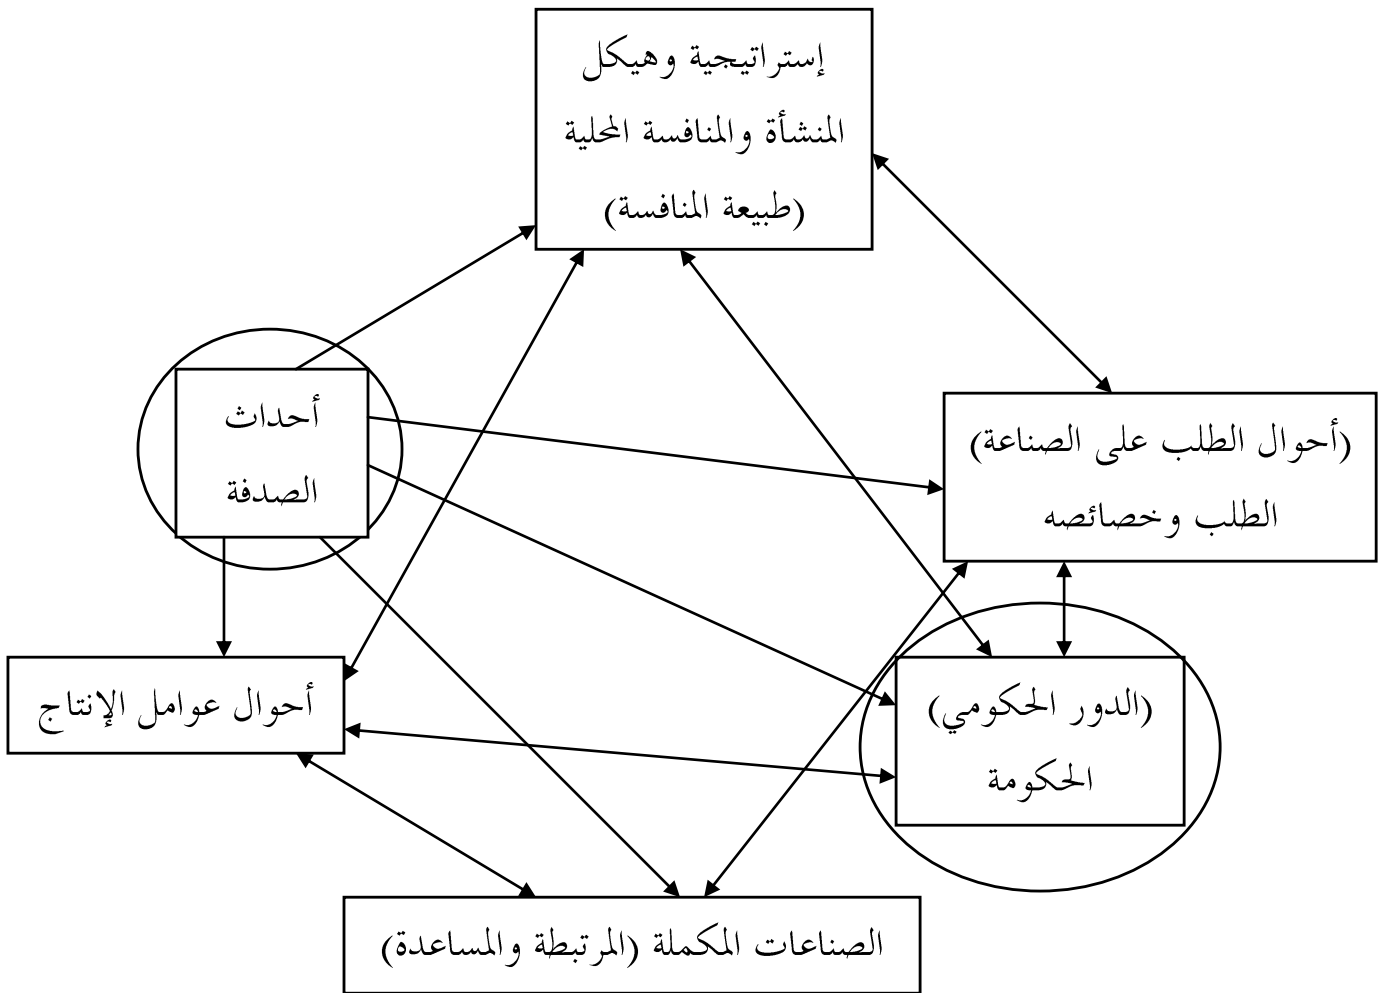 إستراتيجية وهيكل
المنشأة والمنافسة المحلية
(طبيعة المنافسة)
أحداث
الصدفة
(أحوال الطلب على الصناعة)
الطلب وخصائصه
أحوال عوامل الإنتاج
(الدور الحكومي)
الحكومة
الصناعات المكملة (المرتبطة والمساعدة)